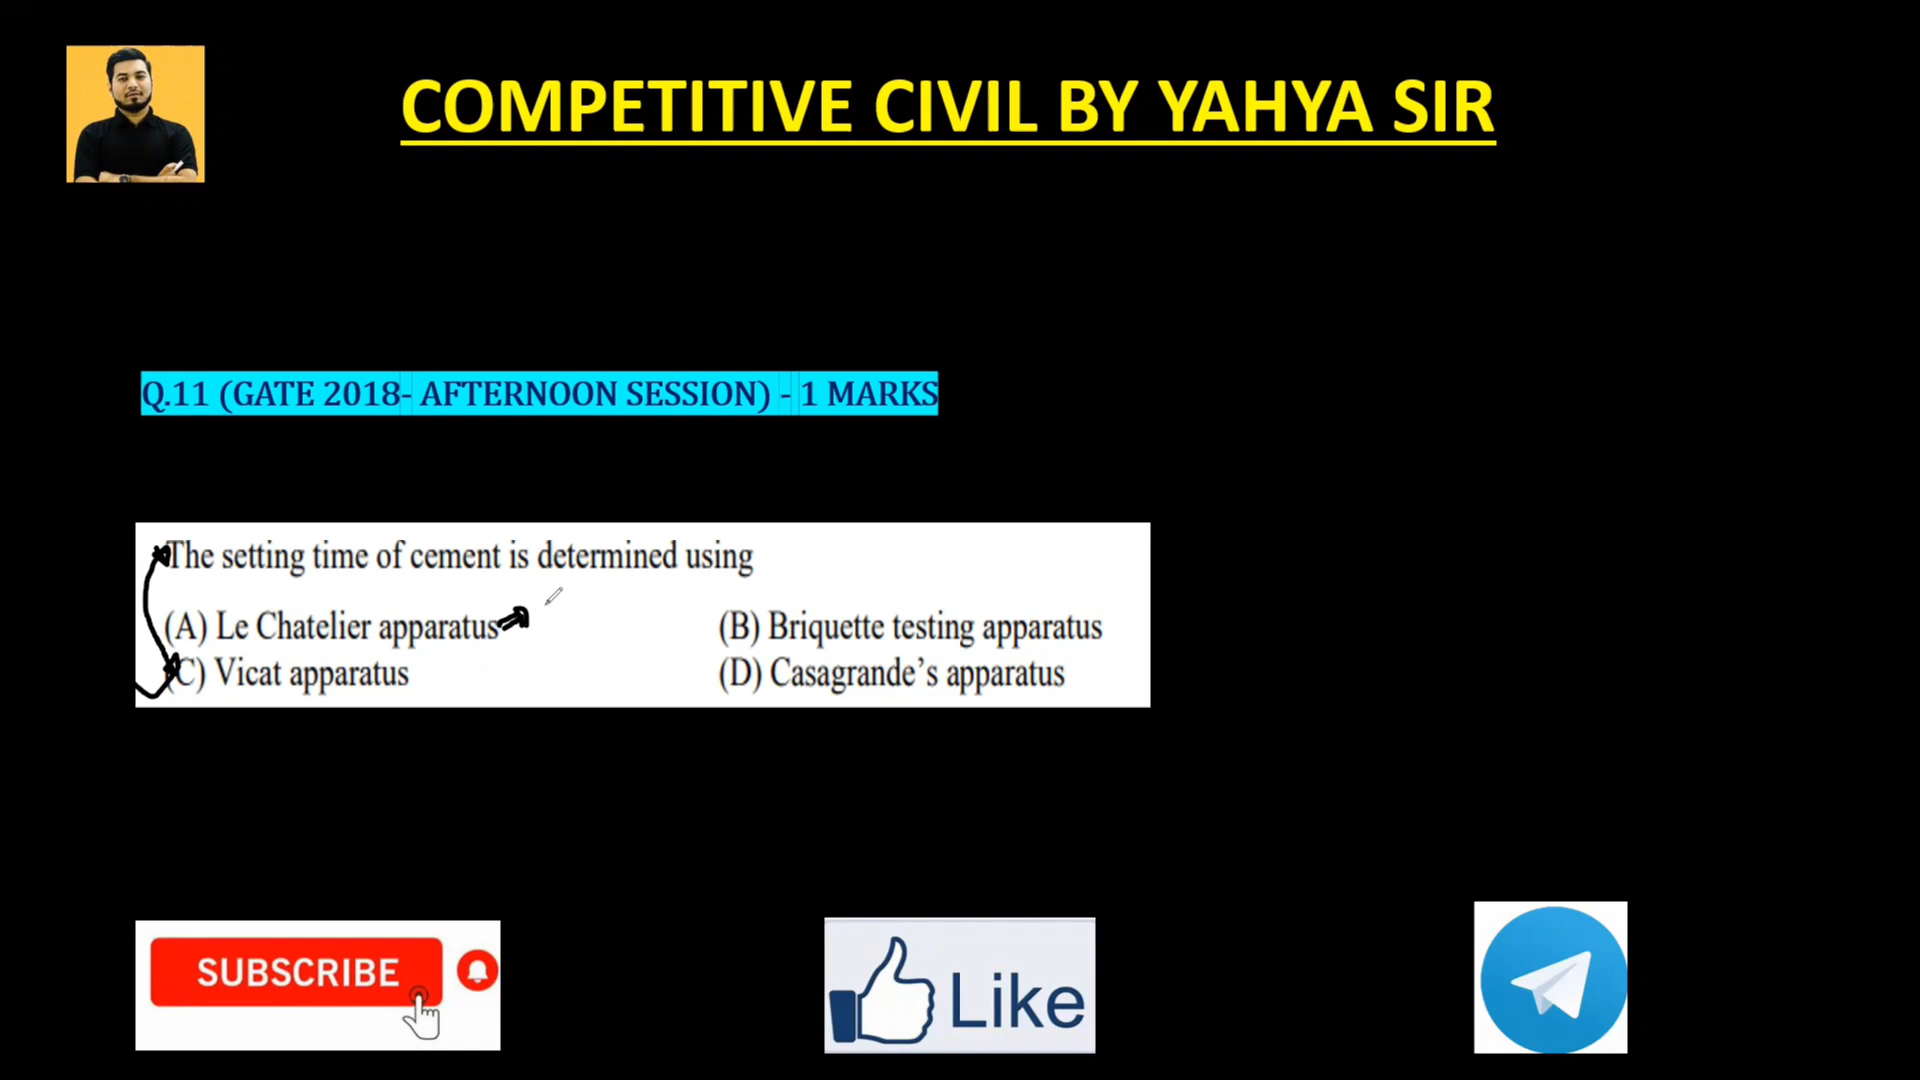 COMPETITIVE CIVIL BY YAHYA SIR
Q.11 (GATE 2018- AFTERNOON SESSION) - 1 MARKS
The setting time of cement is determined using
(A) Le Chatelier apparatus (B) Briquette testing apparatus
(C) Vicat apparatus (D) Casagrande’s apparatus
SUBSCRIBE
Like